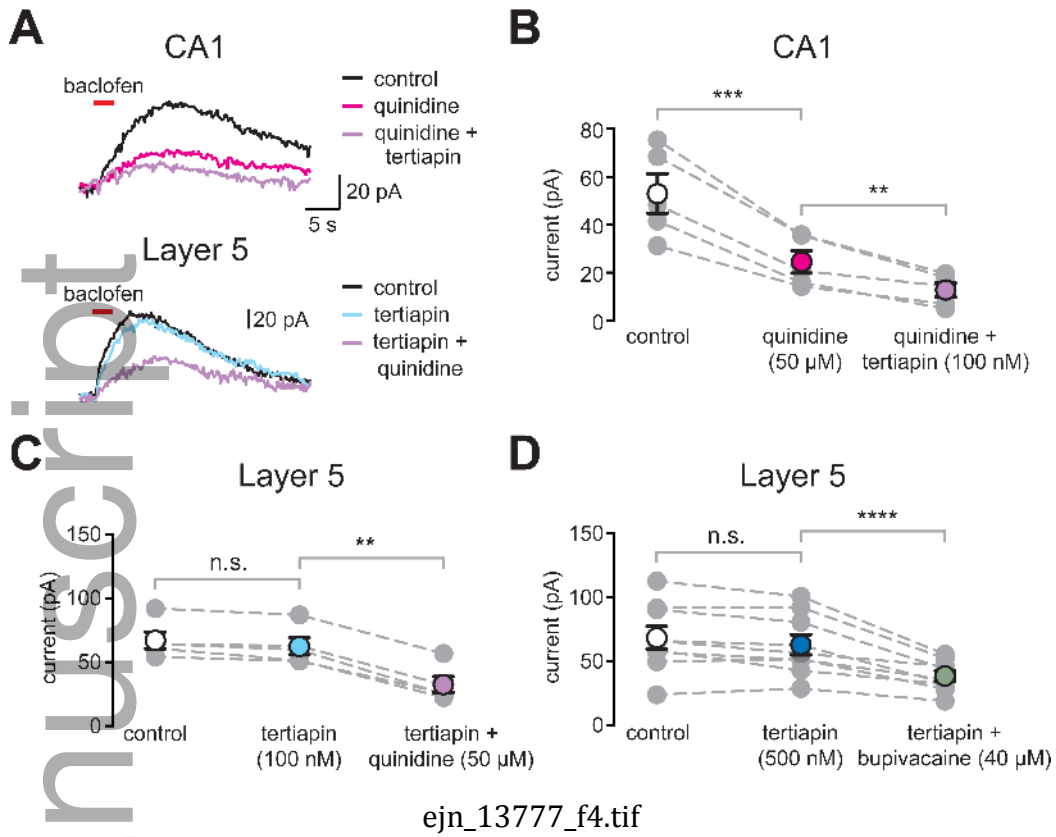 A
CA1
baclofen
control
quinidine
quinidine +
tertiapin
20 pA
5 s
Layer 5
baclofen
20 pA
control
tertiapin
tertiapin +
quinidine
B
CA1
***
**
80
60
40
20
0
current (pA)
control
quinidine
(50 µM)
quinidine +
tertiapin (100 nM)
C
Layer 5
n.s.
**
150
100
50
0
current (pA)
control
tertiapin
(100 nM)
tertiapin +
quinidine (50 µM)
D
Layer 5
n.s.
****
150
100
50
0
current (pA)
control
tertiapin
(500 nM)
tertiapin +
bupivacaine (40 µM)
nuscript
ejn_13777_f4.tif